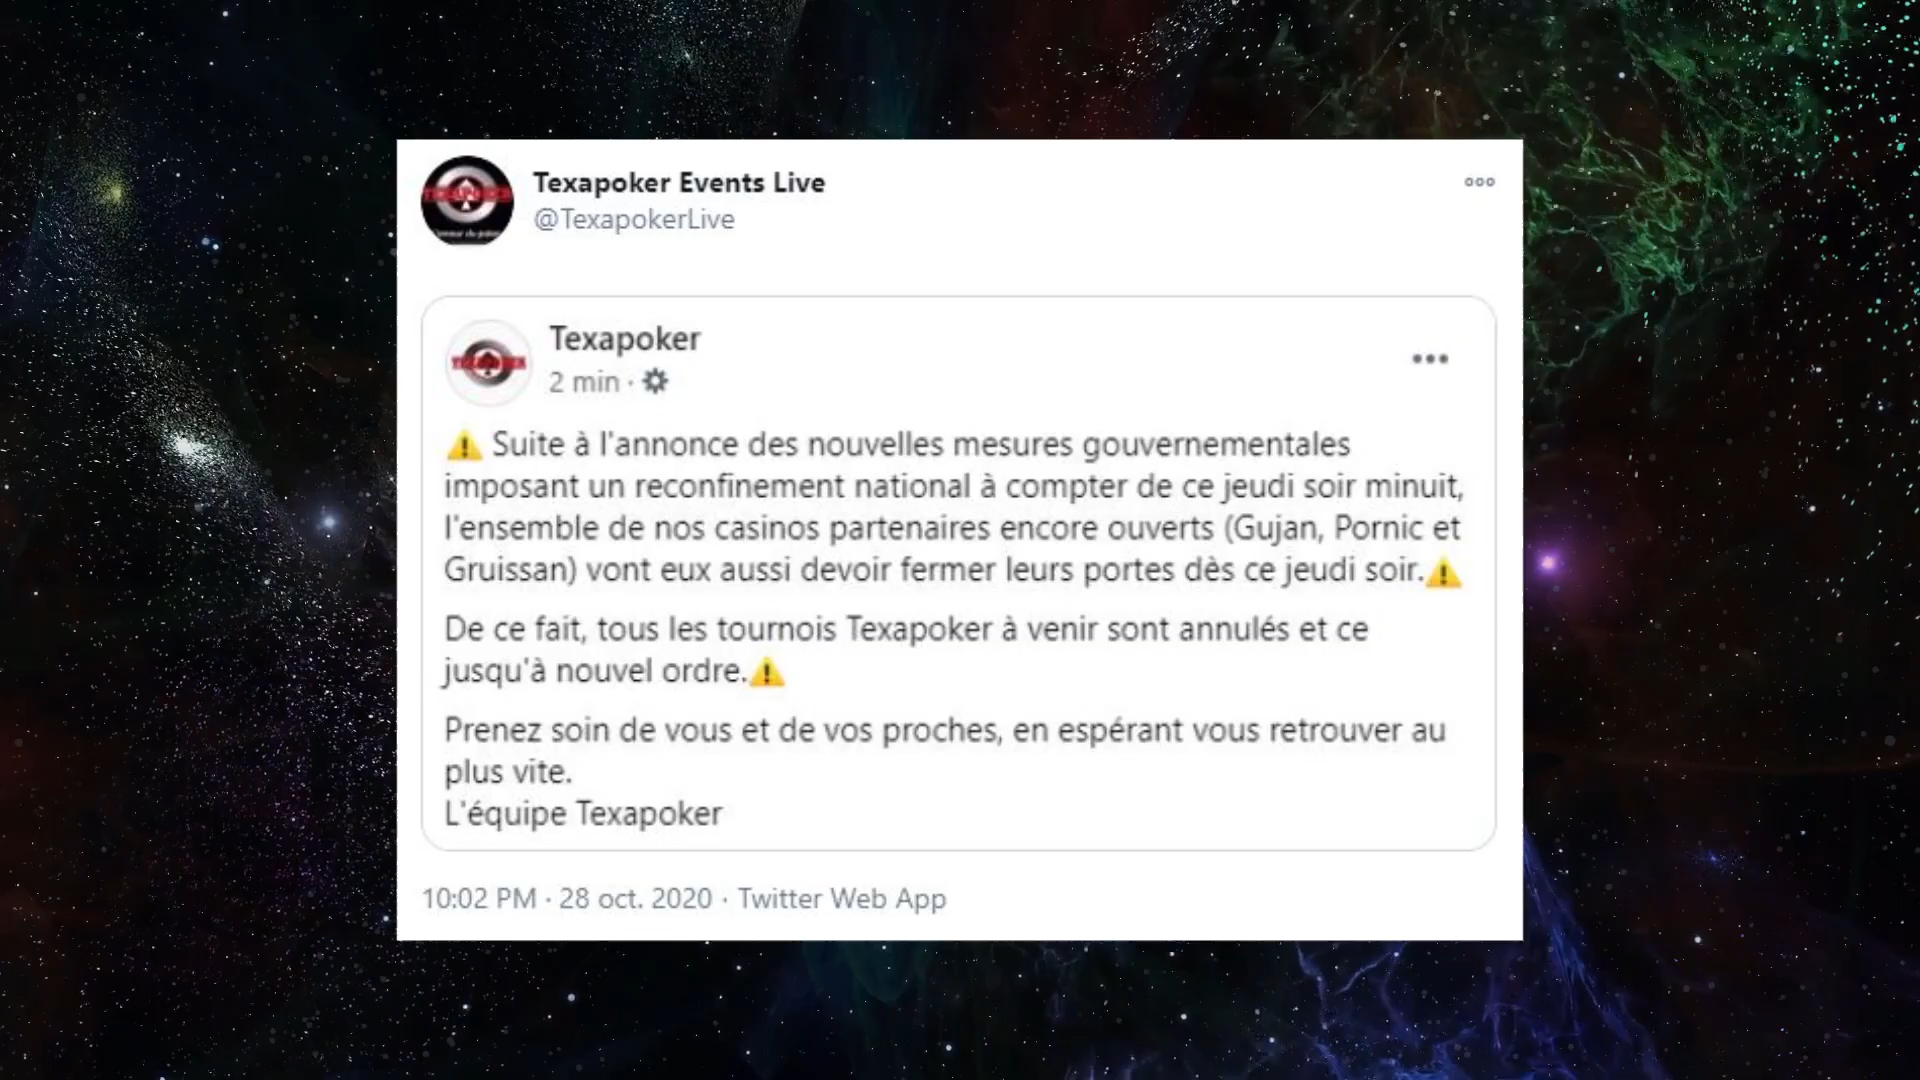 Texapoker Events Live
@TexapokerLive
TEXAPOKER
Texapoker
2 min ·
⚠ Suite à l'annonce des nouvelles mesures gouvernementales
imposant un reconfinement national à compter de ce jeudi soir minuit,
l'ensemble de nos casinos partenaires encore ouverts (Gujan, Pornic et
Gruissan) vont eux aussi devoir fermer leurs portes dès ce jeudi soir.⚠
De ce fait, tous les tournois Texapoker à venir sont annulés et ce
jusqu'à nouvel ordre.⚠
Prenez soin de vous et de vos proches, en espérant vous retrouver au
plus vite.
L'équipe Texapoker
10:02 PM · 28 oct. 2020 · Twitter Web App